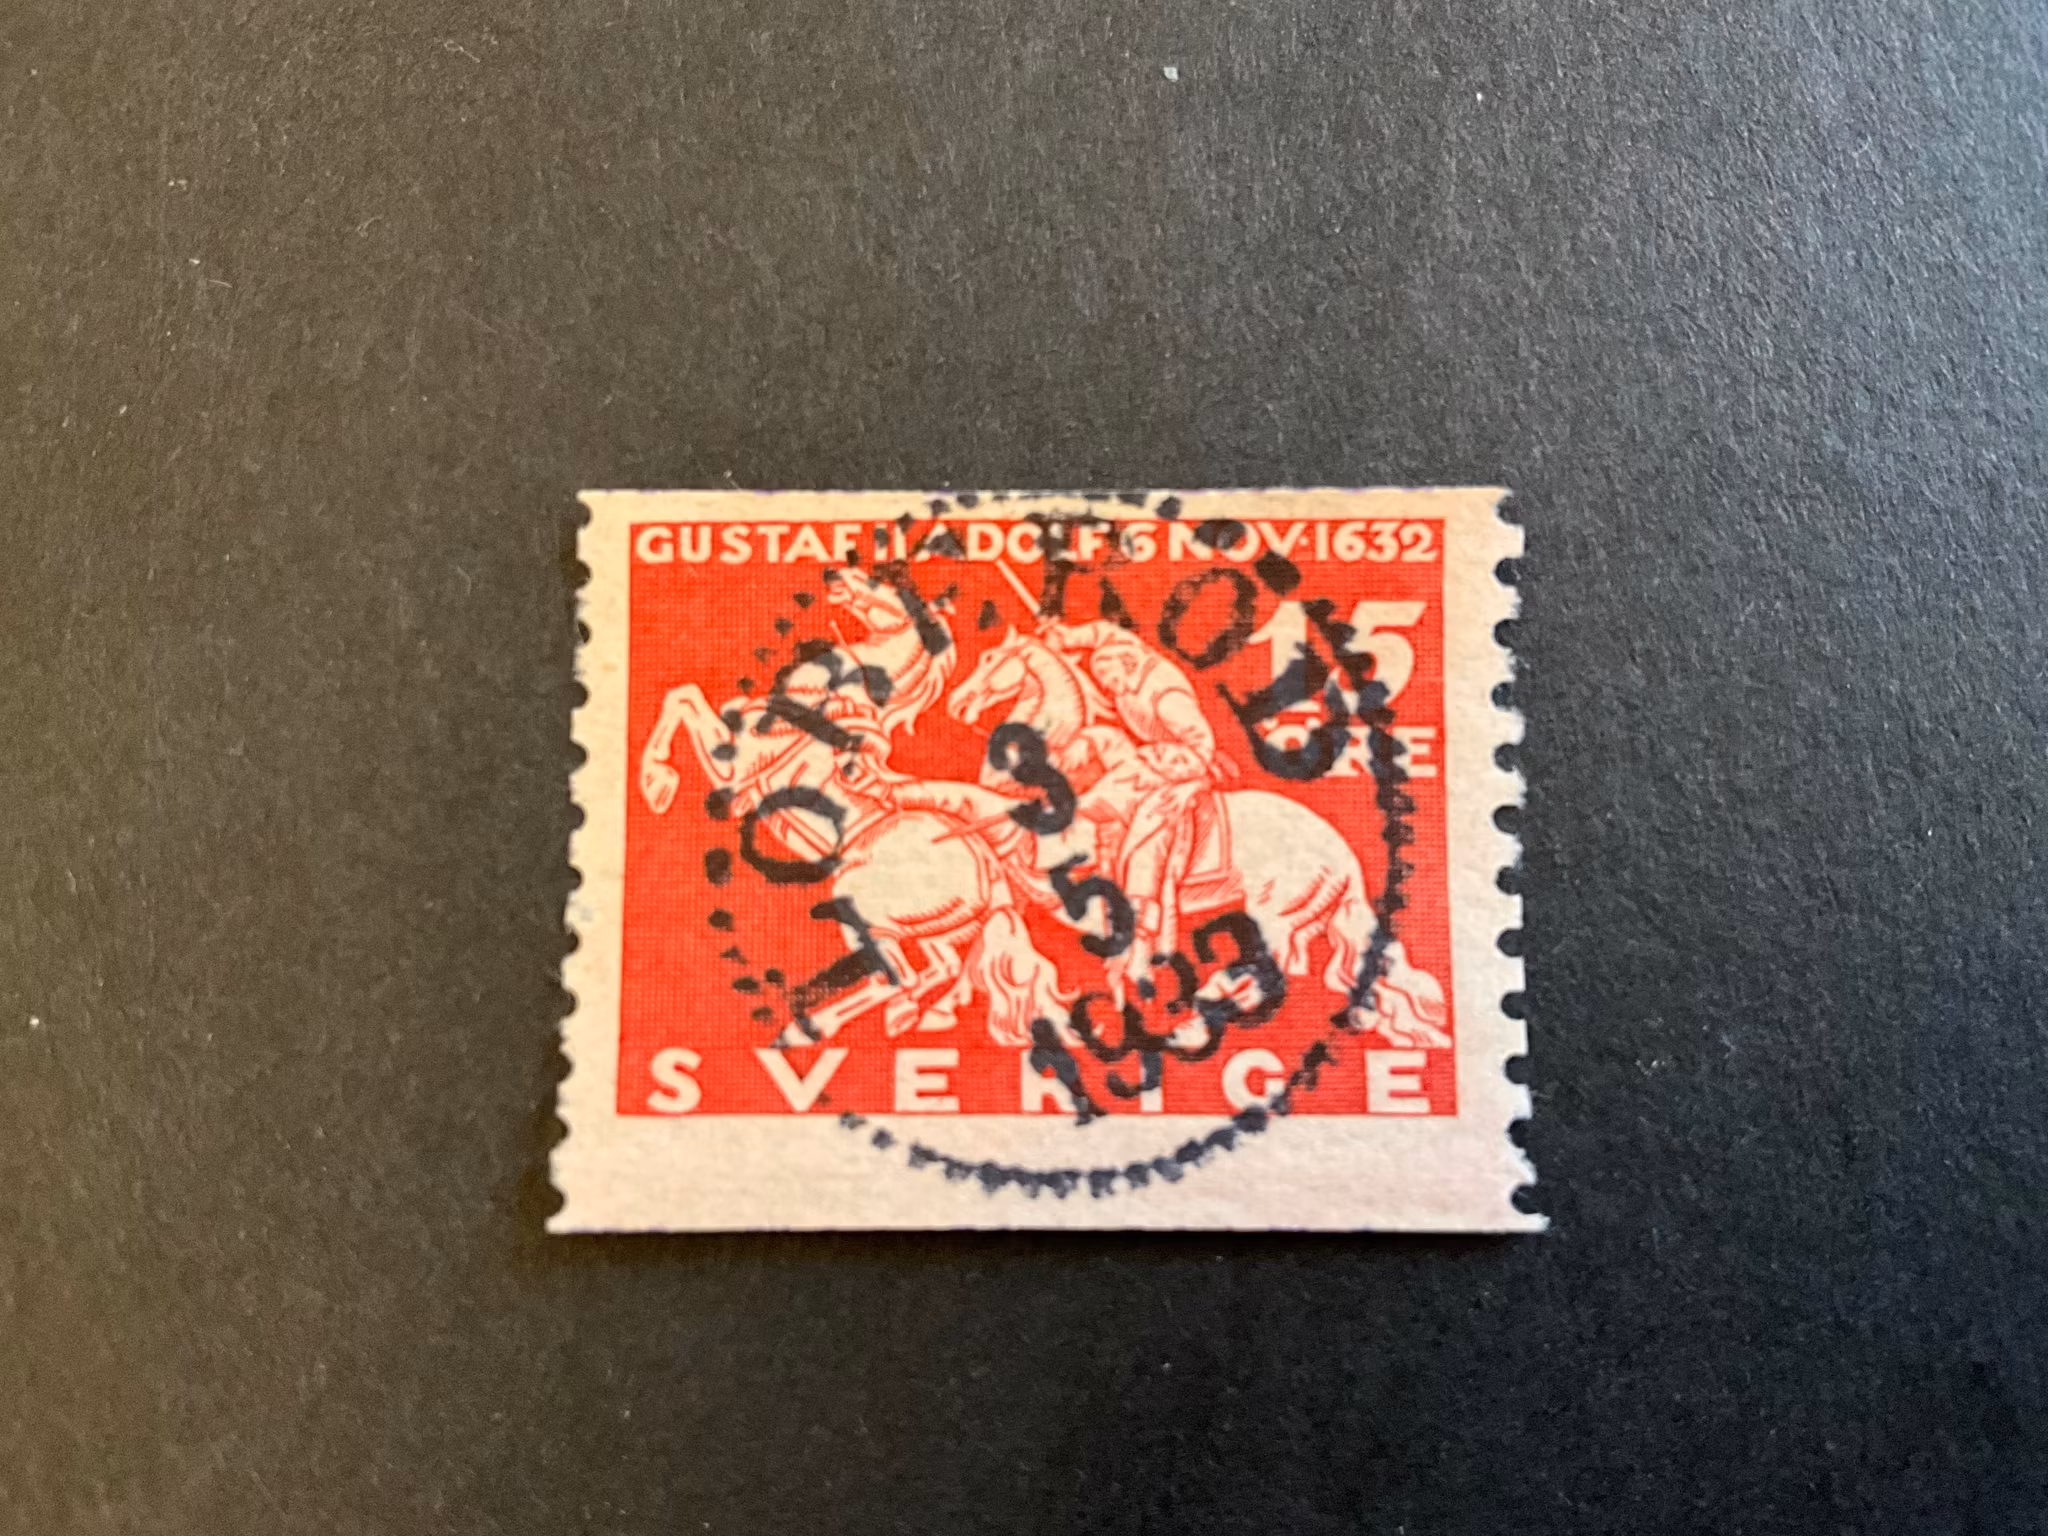 GUSTAF II ADOLF 6 NOV·1632
15
ÖRE
3
5
1933
SVERIGE